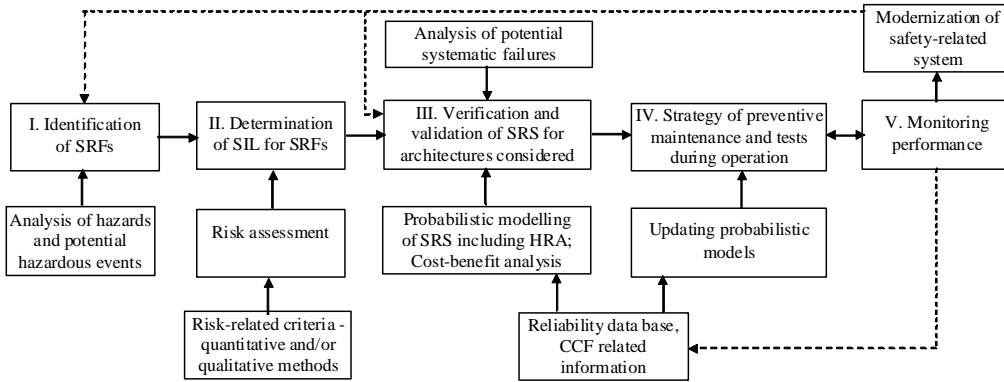 Modernization of
safety-related
system
Analysis of potential
systematic failures
I. Identification
of SRFs
II. Determination
of SIL for SRFs
III. Verification and
validation of SRS for
architectures considered
IV. Strategy of preventive
maintenance and tests
during operation
V. Monitoring
performance
Analysis of hazards
and potential
hazardous events
Risk assessment
Probabilistic modelling
of SRS including HRA;
Cost-benefit analysis
Updating probabilistic
models
Risk-related criteria -
quantitative and/or
qualitative methods
Reliability data base,
CCF related
information